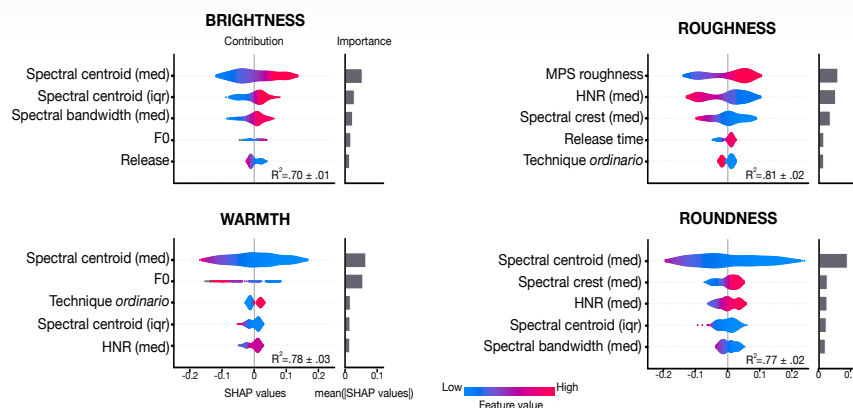 BRIGHTNESS
Contribution
Importance
Spectral centroid (med)
Spectral centroid (iqr)
Spectral bandwidth (med)
F0
Release
R²=.70 ± .01
ROUGHNESS
MPS roughness
HNR (med)
Spectral crest (med)
Release time
Technique ordinario
R²=.81 ± .02
WARMTH
Spectral centroid (med)
F0
Technique ordinario
Spectral centroid (iqr)
HNR (med)
R²=.78 ± .03
-0.2 -0.1 0 0.1 0.2
0 0.1
SHAP values
mean(|SHAP values|)
ROUNDNESS
Spectral centroid (med)
Spectral crest (med)
HNR (med)
Spectral centroid (iqr)
Spectral bandwidth (med)
R²=.77 ± .02
-0.2 -0.1 0 0.1 0.2
0
Low
High
Feature value